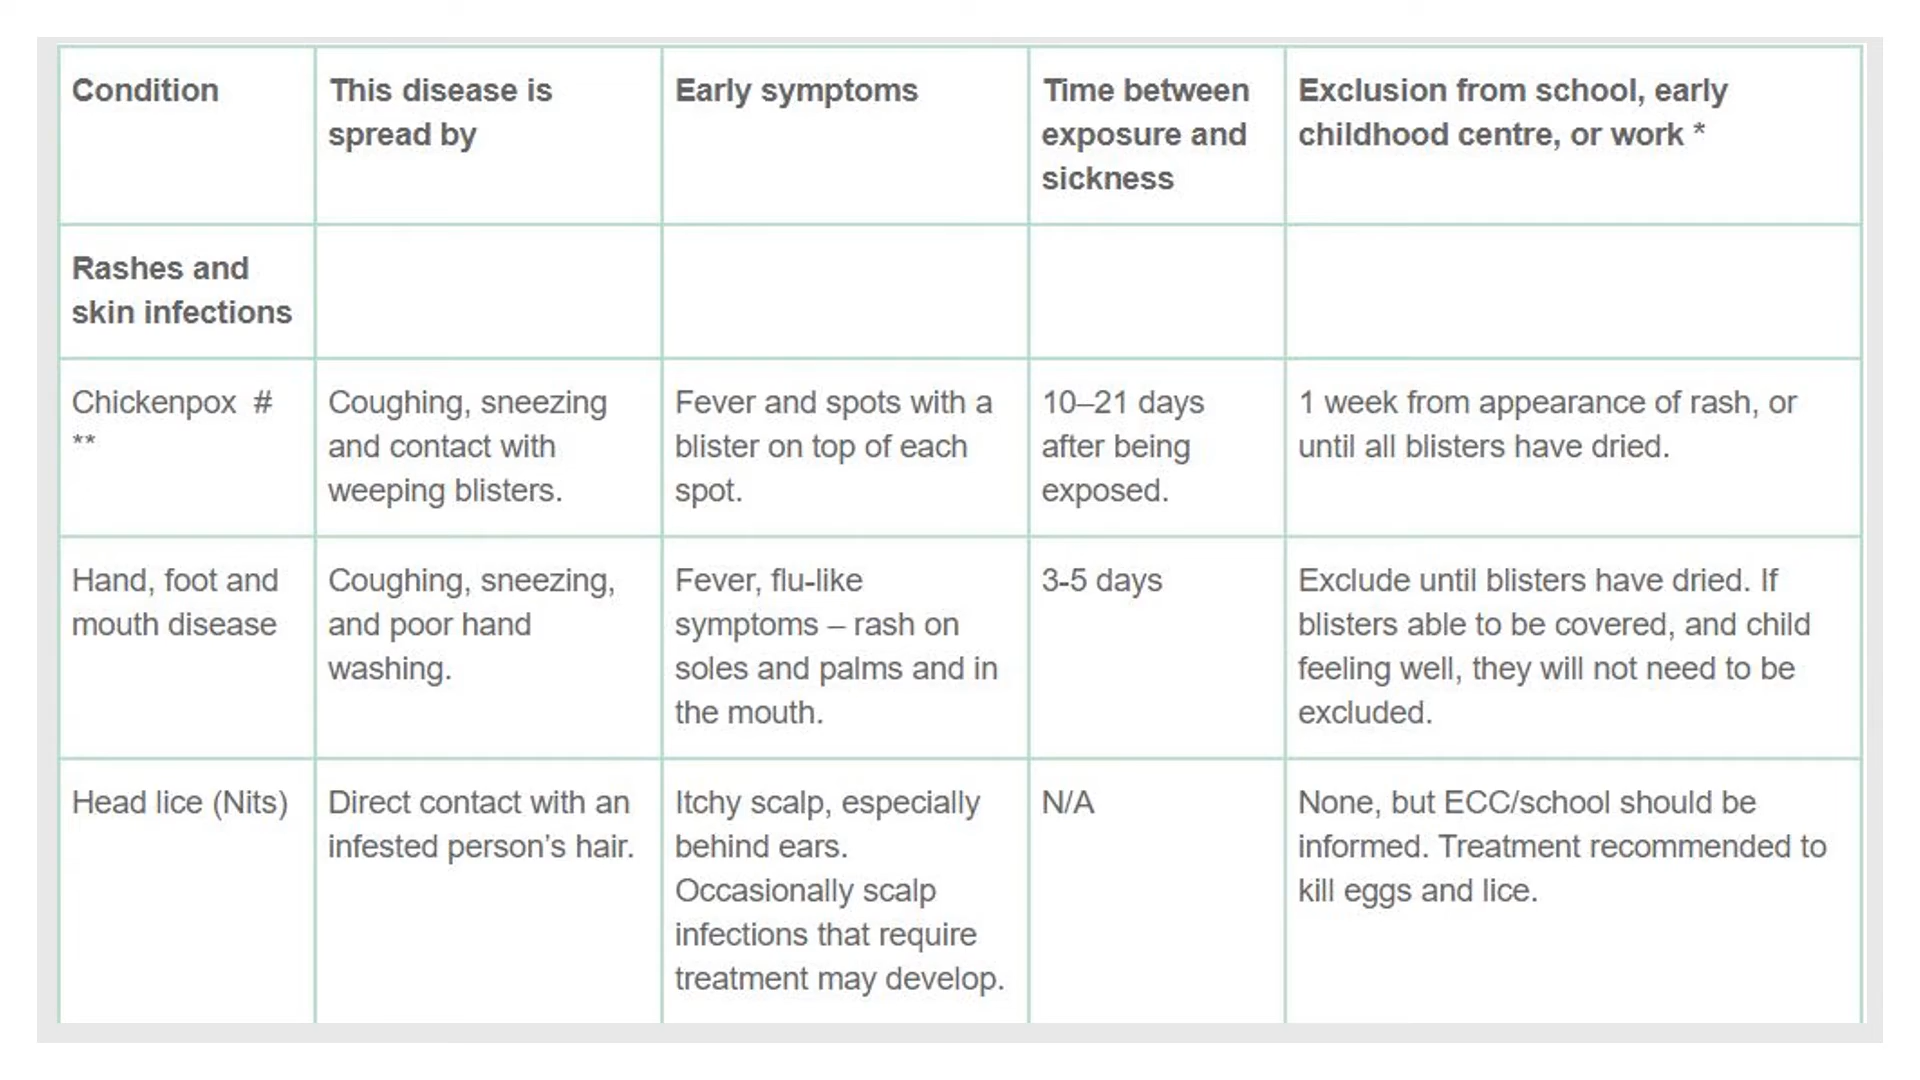 Condition
This disease is
spread by
Early symptoms
Time between
exposure and
sickness
Exclusion from school, early
childhood centre, or work *
Rashes and
skin infections
Chickenpox  #
**
Coughing, sneezing
and contact with
weeping blisters.
Fever and spots with a
blister on top of each
spot.
10–21 days
after being
exposed.
1 week from appearance of rash, or
until all blisters have dried.
Hand, foot and
mouth disease
Coughing, sneezing,
and poor hand
washing.
Fever, flu-like
symptoms – rash on
soles and palms and in
the mouth.
3-5 days
Exclude until blisters have dried. If
blisters able to be covered, and child
feeling well, they will not need to be
excluded.
Head lice (Nits)
Direct contact with an
infested person’s hair.
Itchy scalp, especially
behind ears.
Occasionally scalp
infections that require
treatment may develop.
N/A
None, but ECC/school should be
informed. Treatment recommended to
kill eggs and lice.